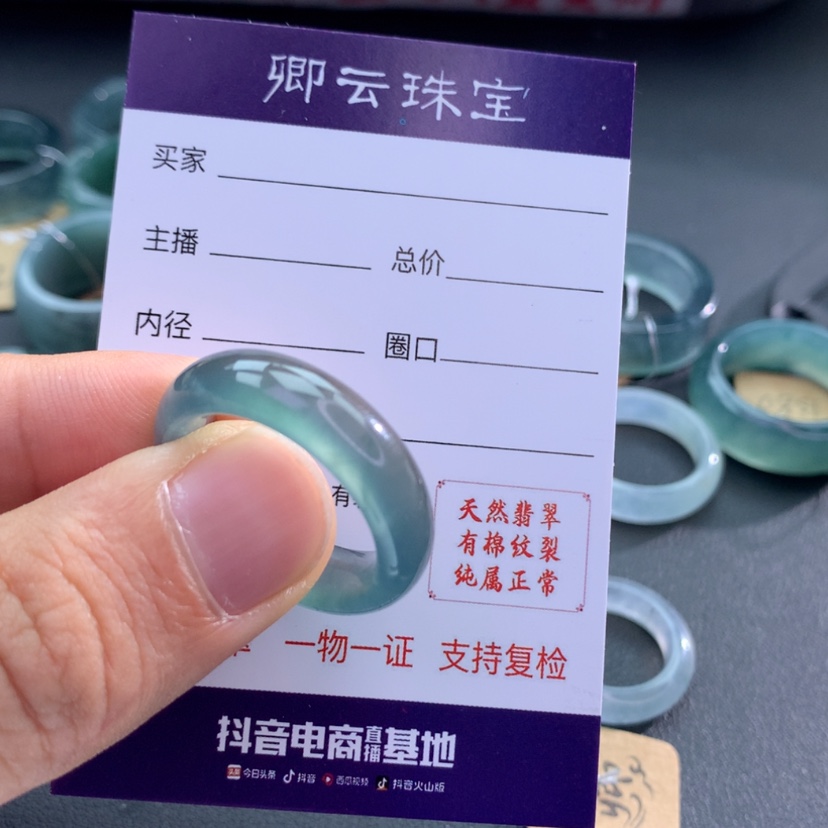 卿云珠宝
买家
主播 总价
内径 圈口
有
天然翡翠
有棉纹裂
纯属正常
一物一证 支持复检
抖音电商直播基地
今日头条 抖音 西瓜视频 抖音火山版